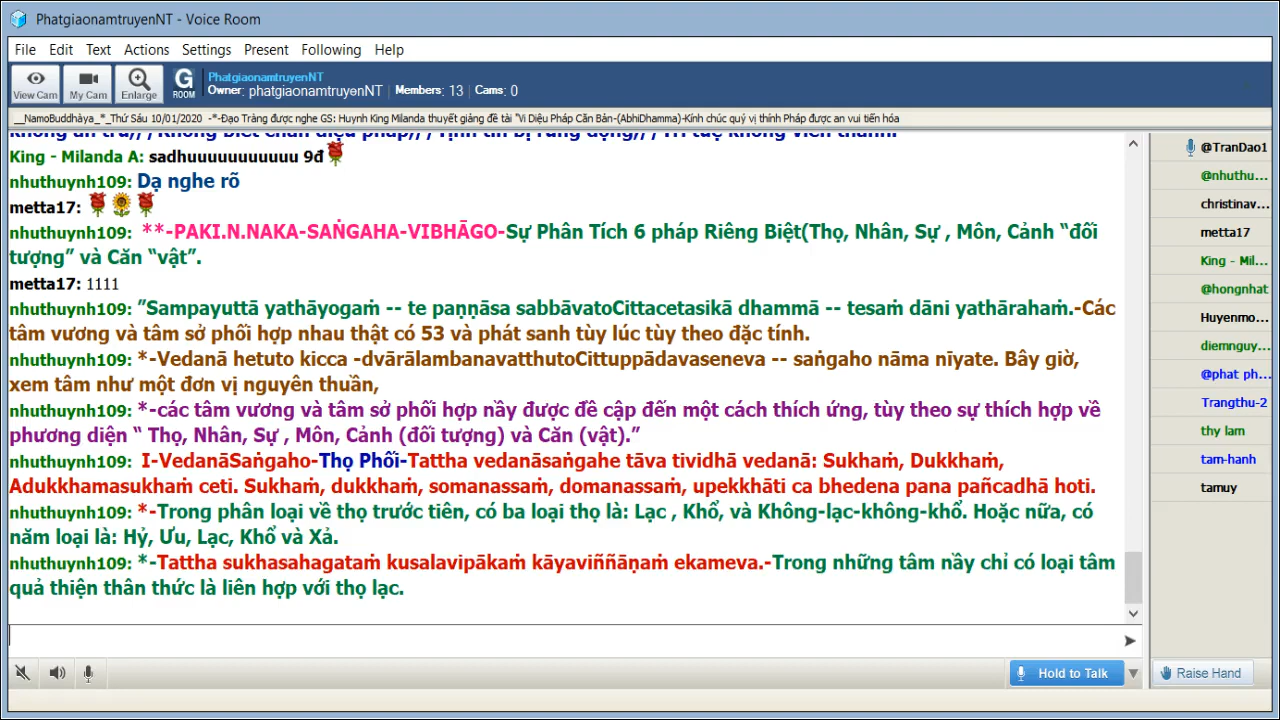 PhatgiaonamtruyenNT - Voice Room
File Edit Text Actions Settings Present Following Help
View Cam My Cam Enlarge G ROOM
PhatgiaonamtruyenNT
Owner: phatgiaonamtruyenNT Members: 13 Cams: 0
__NamoBuddhàya_*_Thứ Sáu 10/01/2020 -*-Đạo Tràng được nghe GS: Huynh King Milanda thuyết giảng đề tài "Vi Diệu Pháp Căn Bản-(AbhiDhamma)-Kính chúc quý vị thính Pháp được an vui tiến hóa
King - Milanda A: sadhuuuuuuuuuuu 9đ
nhuthuynh109: Dạ nghe rõ
metta17:
nhuthuynh109: **-PAKI.N.NAKA-SAṄGAHA-VIBHĀGO-Sự Phân Tích 6 pháp Riêng Biệt(Thọ, Nhân, Sự , Môn, Cảnh “đối
tượng” và Căn “vật”.
metta17: 1111
nhuthuynh109: ”Sampayuttā yathāyogaṁ -- te paṇṇāsa sabbāvatoCittacetasikā dhammā -- tesaṁ dāni yathārahaṁ.-Các
tâm vương và tâm sở phối hợp nhau thật có 53 và phát sanh tùy lúc tùy theo đặc tính.
nhuthuynh109: *-Vedanā hetuto kicca -dvārālambanavatthutoCittuppādavaseneva -- saṅgaho nāma nīyate. Bây giờ,
xem tâm như một đơn vị nguyên thuần,
nhuthuynh109: *-các tâm vương và tâm sở phối hợp nầy được đề cập đến một cách thích ứng, tùy theo sự thích hợp về
phương diện “ Thọ, Nhân, Sự , Môn, Cảnh (đối tượng) và Căn (vật).”
nhuthuynh109: I-VedanāSaṅgaho-Thọ Phối-Tattha vedanāsaṅgahe tāva tividhā vedanā: Sukhaṁ, Dukkhaṁ,
Adukkhamasukhaṁ ceti. Sukhaṁ, dukkhaṁ, somanassaṁ, domanassaṁ, upekkhāti ca bhedena pana pañcadhā hoti.
nhuthuynh109: *-Trong phân loại về thọ trước tiên, có ba loại thọ là: Lạc , Khổ, và Không-lạc-không-khổ. Hoặc nữa, có
năm loại là: Hỷ, Ưu, Lạc, Khổ và Xả.
nhuthuynh109: *-Tattha sukhasahagataṁ kusalavipākaṁ kāyaviññāṇaṁ ekameva.-Trong những tâm nầy chỉ có loại tâm
quả thiện thân thức là liên hợp với thọ lạc.
@TranDao1
@nhuthu...
christinav...
metta17
King - Mil...
@hongnhat
Huyenmo...
diemnguy...
@phat ph...
Trangthu-2
thy lam
tam-hanh
tamuy
Hold to Talk
Raise Hand